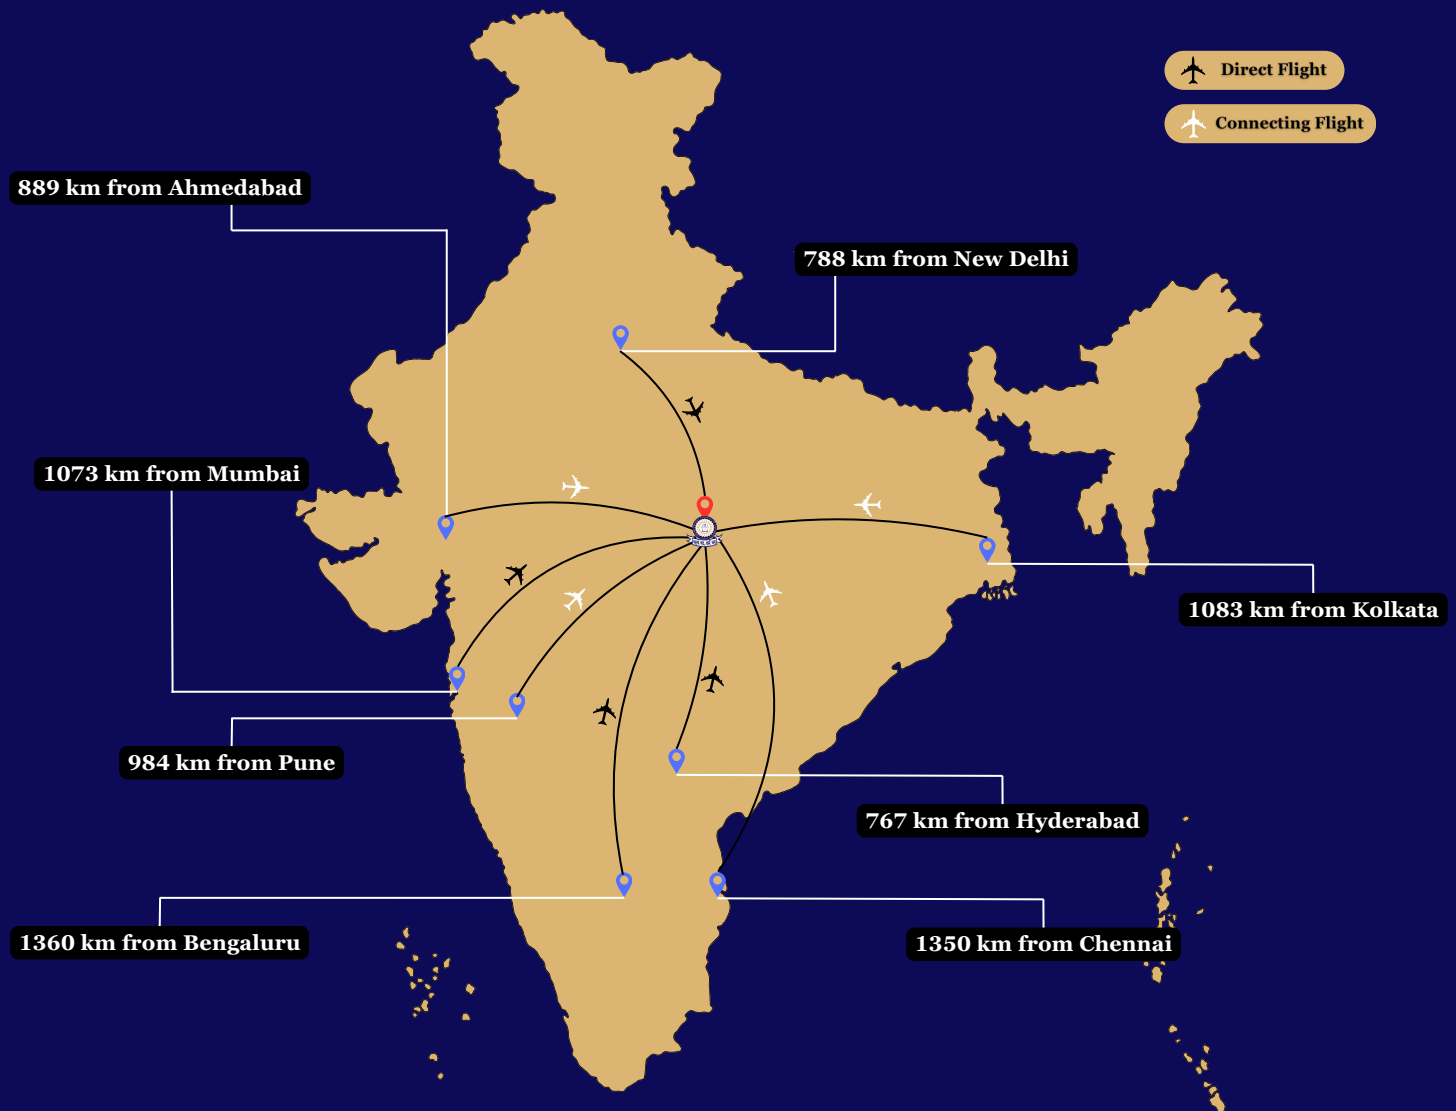 Direct Flight
Connecting Flight
889 km from Ahmedabad
788 km from New Delhi
1073 km from Mumbai
1083 km from Kolkata
984 km from Pune
767 km from Hyderabad
1360 km from Bengaluru
1350 km from Chennai